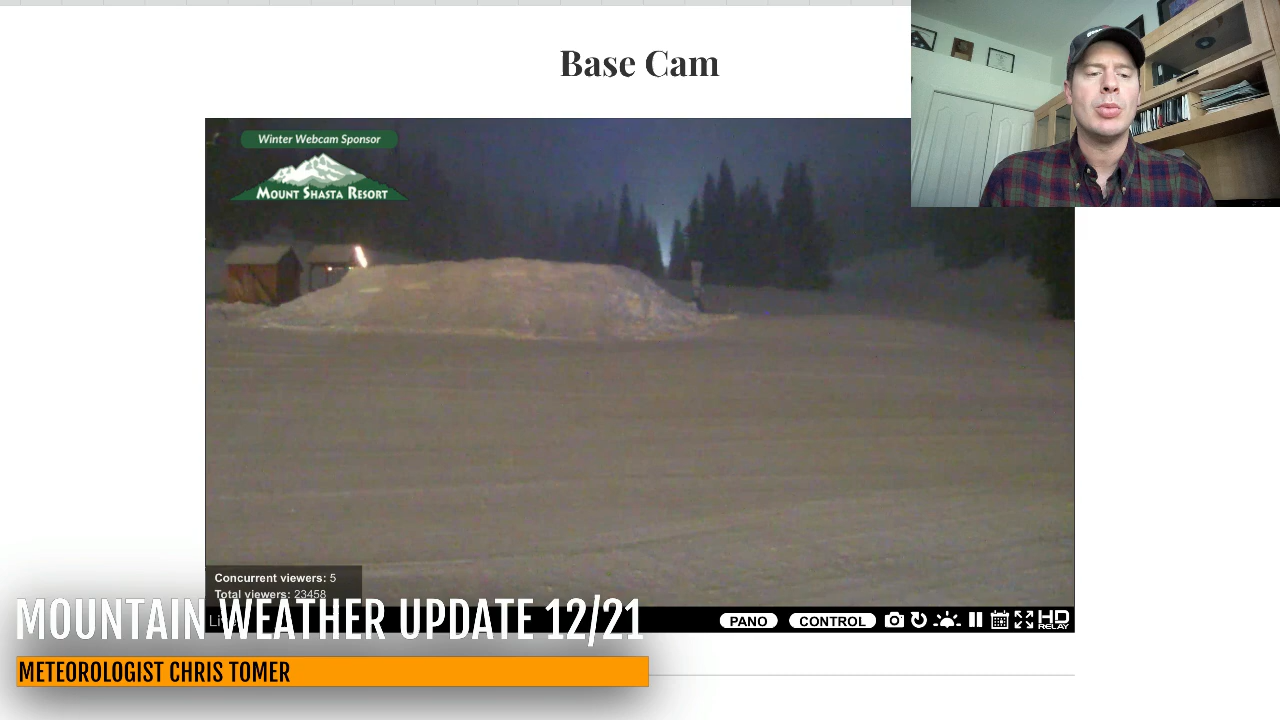 Base Cam
Winter Webcam Sponsor
MOUNT SHASTA RESORT
Concurrent viewers: 5
Total viewers: 23458
PANO
CONTROL
HD
RELAY
MOUNTAIN WEATHER UPDATE 12/21
METEOROLOGIST CHRIS TOMER